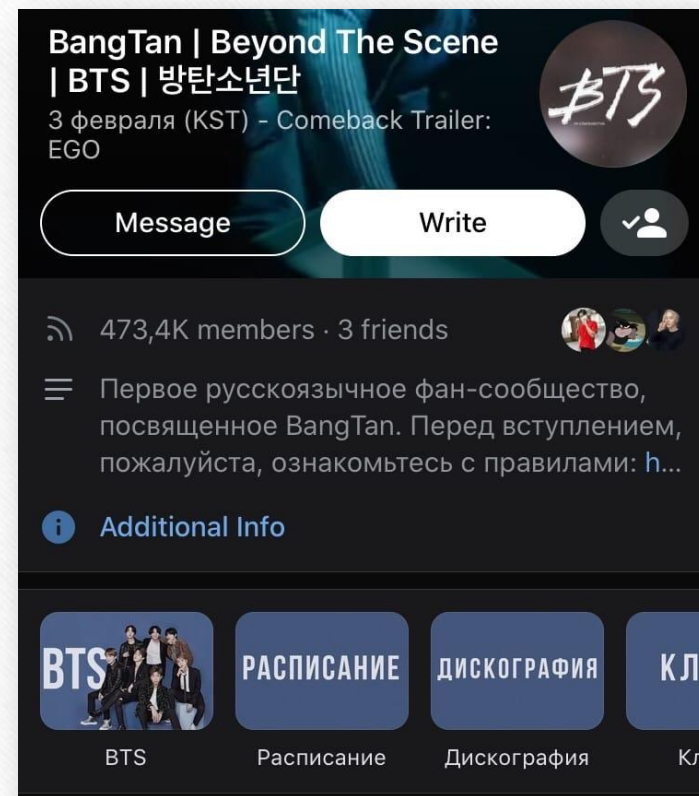 BangTan | Beyond The Scene
| BTS | 방탄소년단
3 февраля (KST) - Comeback Trailer:
EGO
BTS
Message
Write
473,4K members · 3 friends
Первое русскоязычное фан-сообщество,
посвященное BangTan. Перед вступлением,
пожалуйста, ознакомьтесь с правилами: h...
Additional Info
BTS
РАСПИСАНИЕ
ДИСКОГРАФИЯ
КЛ
BTS
Расписание
Дискография
Кл